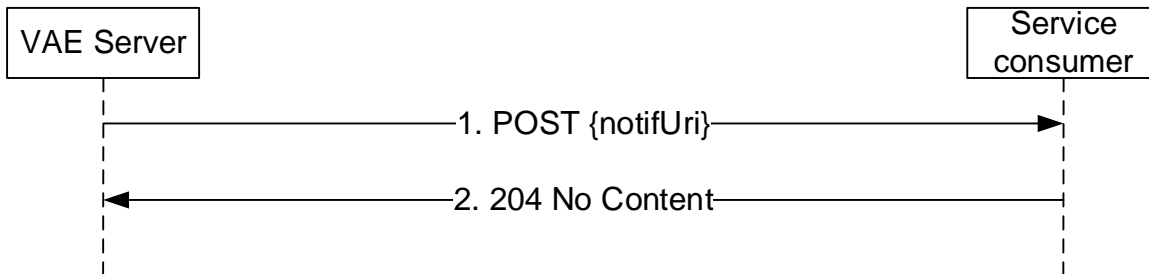 VAE Server
Service
consumer
1. POST {notifUri}
2. 204 No Content